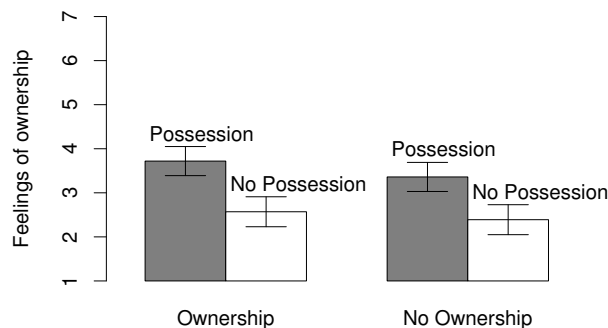 Feelings of ownership
7
6
5
4
3
2
1
Possession
No Possession
Possession
No Possession
Ownership
No Ownership